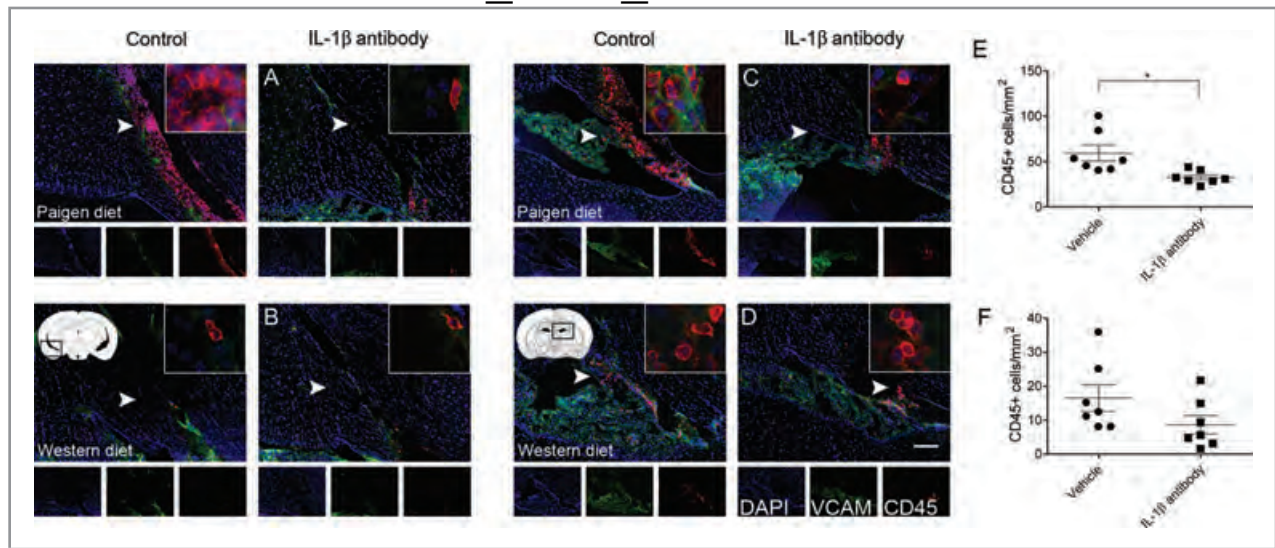 Control
IL-1β antibody
Control
IL-1β antibody
A
Paigen diet
C
B
Western diet
Western diet
D
DAPI
VCAM
CD45
E
CD45+ cells/mm²
150
100
50
0
*
Vehicle
IL-1β antibody
F
CD45+ cells/mm²
40
30
20
10
0
Vehicle
IL-1β antibody
Paigen diet